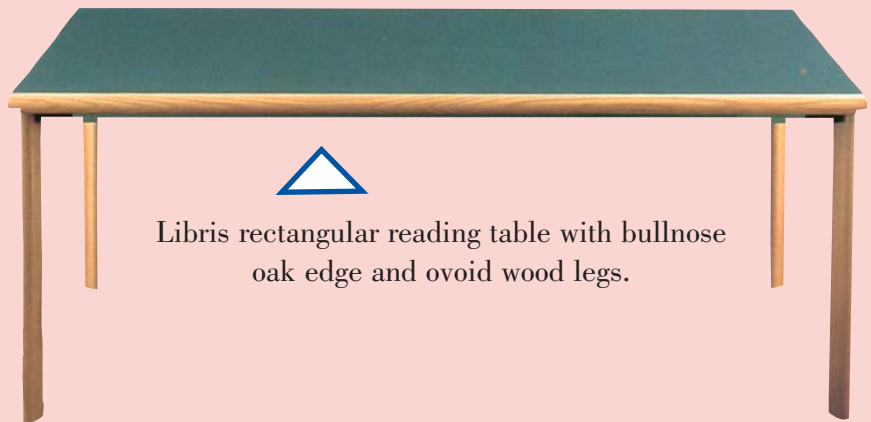 Libris rectangular reading table with bullnose
oak edge and ovoid wood legs.